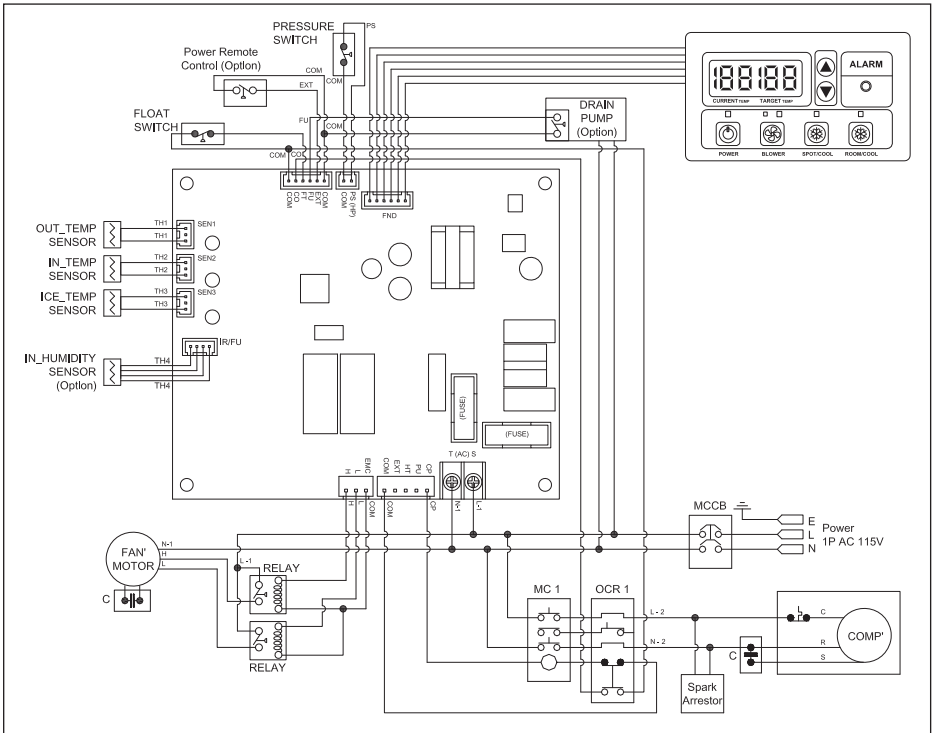 PRESSURE
SWITCH
PS
Power Remote
Control (Option)
COM
EXT
COM
FLOAT
SWITCH
FU
COM
DRAIN
PUMP
(Option)
COM
COL
188188
CURRENT TEMP
TARGET TEMP
ALARM
POWER
BLOWER
SPOT/COOL
ROOM/COOL
COM
CO
FT
FU
EXT
COM
COM
PS (HP)
FND
OUT_TEMP
SENSOR
TH1
TH1
SEN1
IN_TEMP
SENSOR
TH2
TH2
SEN2
ICE_TEMP
SENSOR
TH3
TH3
SEN3
IR/FU
IN_HUMIDITY
SENSOR
(Option)
TH4
TH4
(FUSE)
(FUSE)
T (AC) S
H
L
EMC
COM
EXT
HT
PU
CP
H
L
COM
COM
CP
N-1
L-1
MCCB
E
L
N
Power
1P AC 115V
FAN'
MOTOR
N-1
H
L
L-1
C
RELAY
RELAY
MC 1
OCR 1
L-2
N-2
Spark
Arrestor
C
C
R
S
COMP'